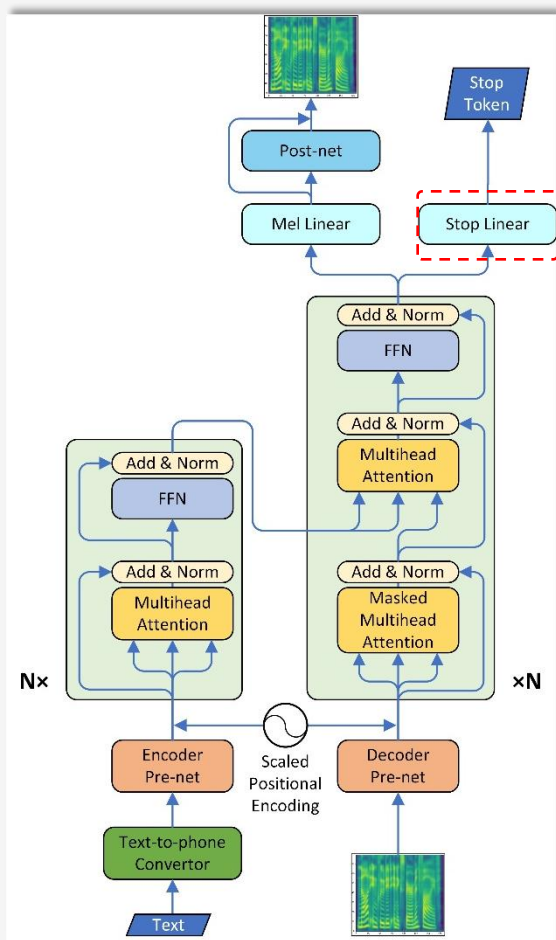 Stop
Token
Post-net
Mel Linear
Stop Linear
Add & Norm
FFN
Add & Norm
Multihead
Attention
Add & Norm
Masked
Multihead
Attention
Add & Norm
FFN
Add & Norm
Multihead
Attention
N×
×N
Encoder
Pre-net
Scaled
Positional
Encoding
Decoder
Pre-net
Text-to-phone
Convertor
Text